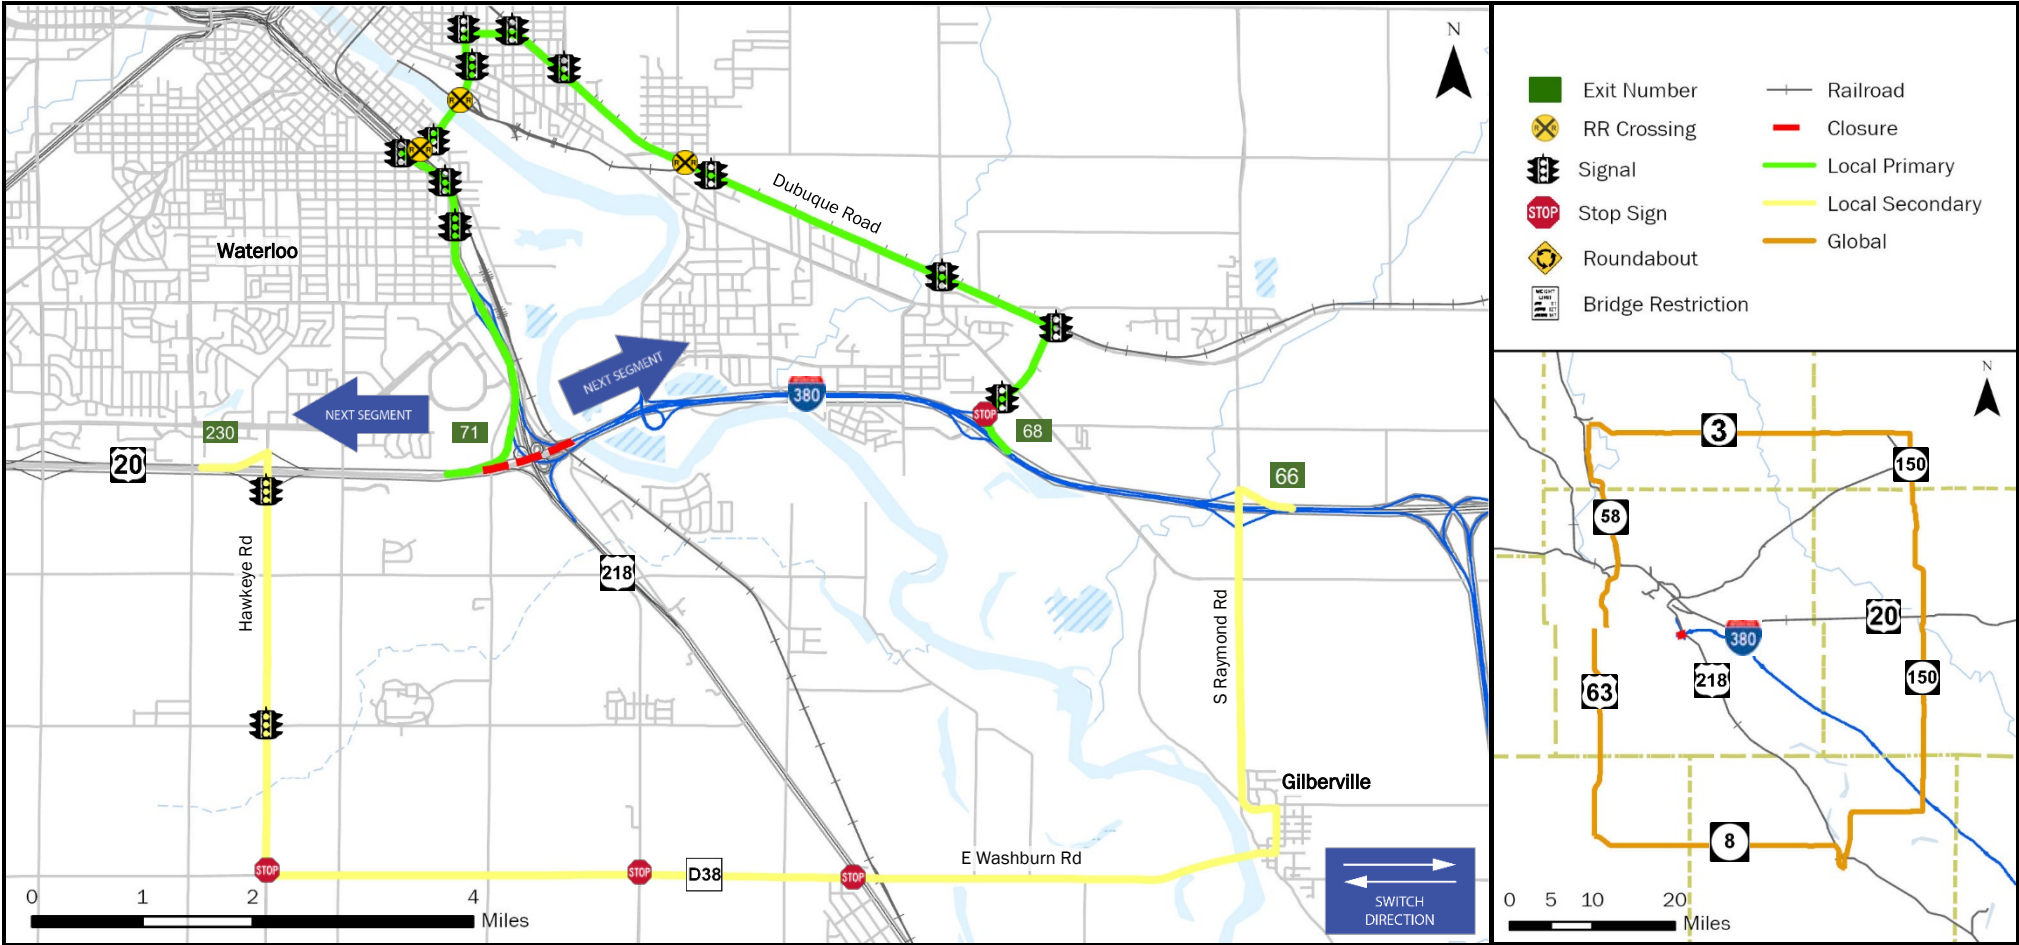 N
Dubuque Road
Waterloo
NEXT SEGMENT
NEXT SEGMENT
380
STOP
230
71
68
20
66
Hawkeye Rd
218
S Raymond Rd
Gilberville
STOP
STOP
D38
STOP
E Washburn Rd
0 1 2 4
Miles
SWITCH
DIRECTION
Exit Number
RR Crossing
Signal
STOP
Stop Sign
Roundabout
WEIGHT
LIMIT
Bridge Restriction
Railroad
Closure
Local Primary
Local Secondary
Global
N
3
150
58
20
380
218
63
150
8
0 5 10 20
Miles